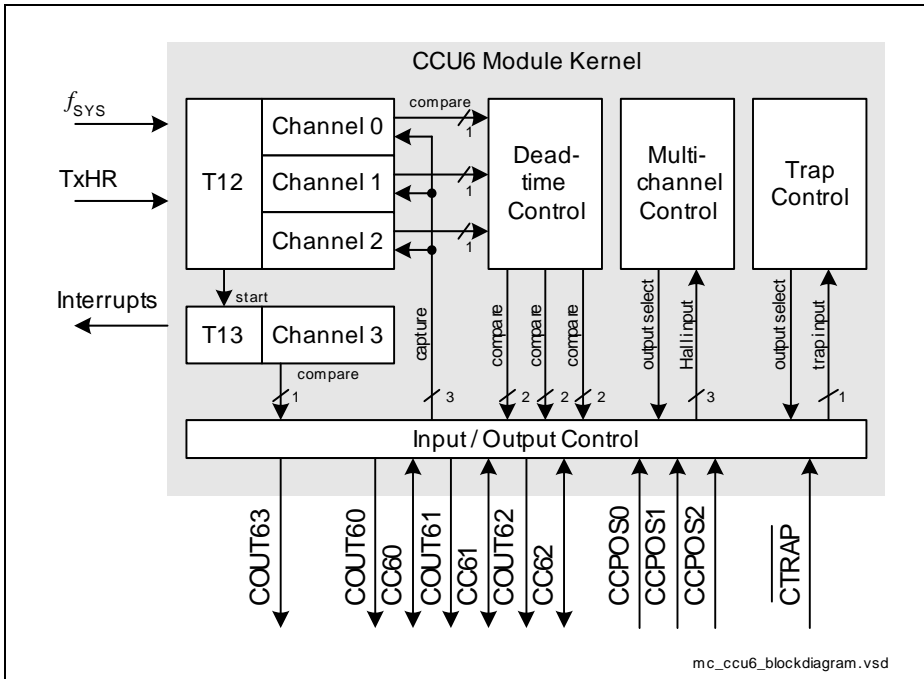 CCU6 Module Kernel
fSYS
TxHR
Interrupts
T12
Channel 0
Channel 1
Channel 2
compare
1
1
1
Dead-
time
Control
Multi-
channel
Control
Trap
Control
start
T13
Channel 3
compare
1
capture
3
compare
2
compare
2
compare
2
output select
Hall input
3
output select
trap input
1
Input / Output Control
COUT63
COUT60
CC60
COUT61
CC61
COUT62
CC62
CCPOS0
CCPOS1
CCPOS2
CTRAP
mc_ccu6_blockdiagram.vsd